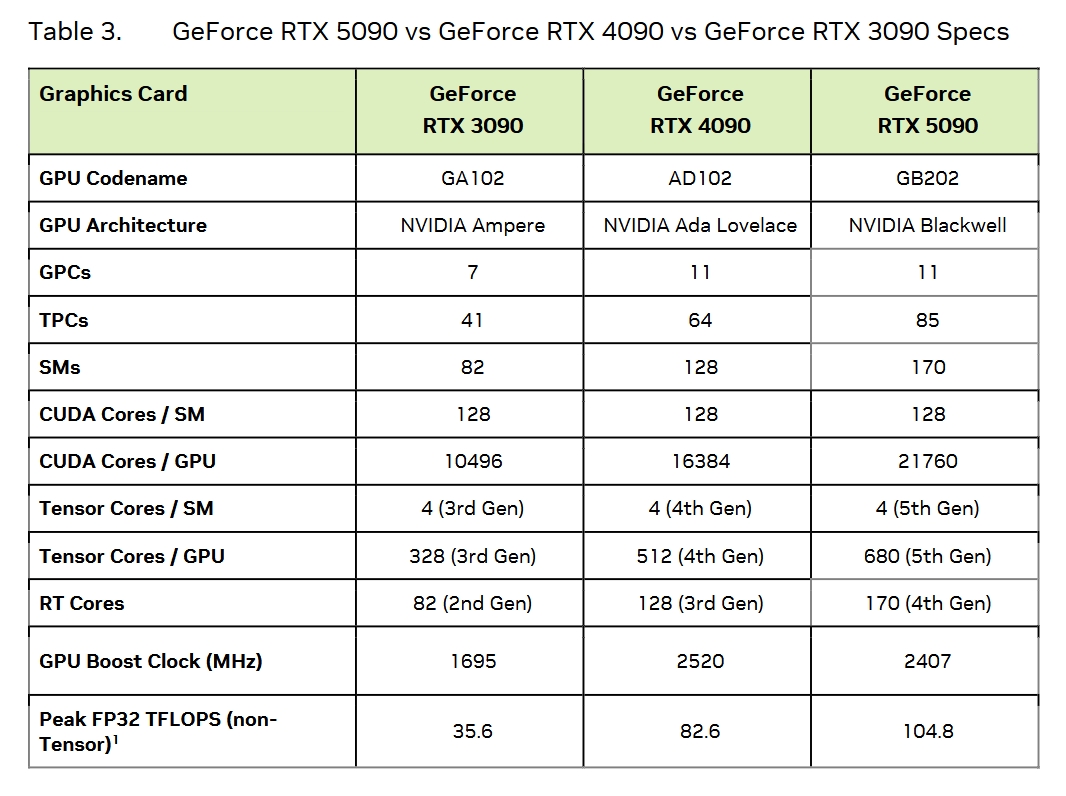 Table 3. GeForce RTX 5090 vs GeForce RTX 4090 vs GeForce RTX 3090 Specs
Graphics Card GeForce RTX 3090 GeForce RTX 4090 GeForce RTX 5090
GPU Codename GA102 AD102 GB202
GPU Architecture NVIDIA Ampere NVIDIA Ada Lovelace NVIDIA Blackwell
GPCs 7 11 11
TPCs 41 64 85
SMs 82 128 170
CUDA Cores / SM 128 128 128
CUDA Cores / GPU 10496 16384 21760
Tensor Cores / SM 4 (3rd Gen) 4 (4th Gen) 4 (5th Gen)
Tensor Cores / GPU 328 (3rd Gen) 512 (4th Gen) 680 (5th Gen)
RT Cores 82 (2nd Gen) 128 (3rd Gen) 170 (4th Gen)
GPU Boost Clock (MHz) 1695 2520 2407
Peak FP32 TFLOPS (non-
Tensor)¹ 35.6 82.6 104.8